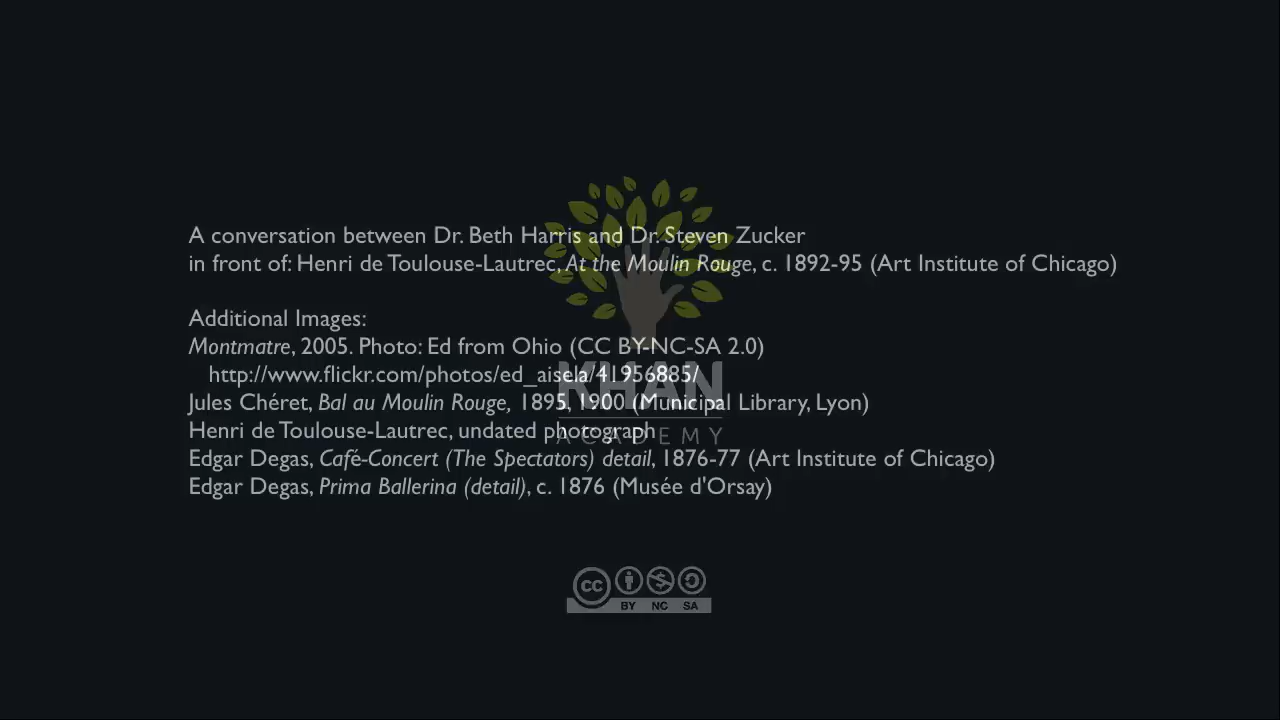 A conversation between Dr. Beth Harris and Dr. Steven Zucker
in front of: Henri de Toulouse-Lautrec, At the Moulin Rouge, c. 1892-95 (Art Institute of Chicago)
Additional Images:
Montmatre, 2005. Photo: Ed from Ohio (CC BY-NC-SA 2.0)
http://www.flickr.com/photos/ed_aisela/41956885/
KHAN
Jules Chéret, Bal au Moulin Rouge, 1895, 1900 (Municipal Library, Lyon)
Henri de Toulouse-Lautrec, undated photograph
ACADEMY
Edgar Degas, Café-Concert (The Spectators) detail, 1876-77 (Art Institute of Chicago)
Edgar Degas, Prima Ballerina (detail), c. 1876 (Musée d'Orsay)
cc
BY NC SA